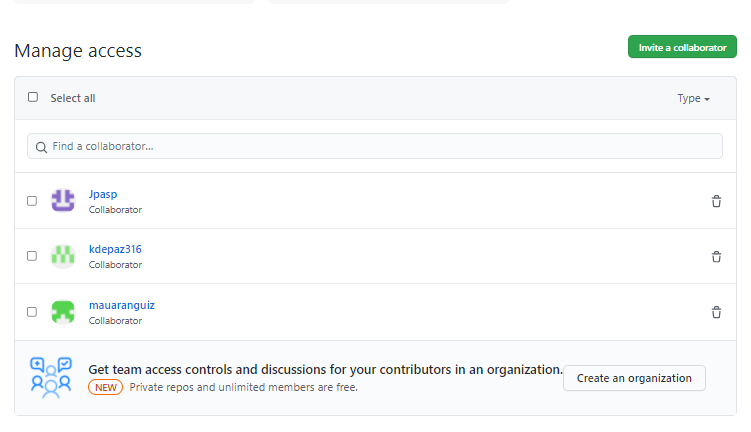 Manage access
Invite a collaborator
Select all
Type
Find a collaborator...
Jpasp
Collaborator
kdepaz316
Collaborator
mauaranguiz
Collaborator
Get team access controls and discussions for your contributors in an organization.
NEW Private repos and unlimited members are free.
Create an organization